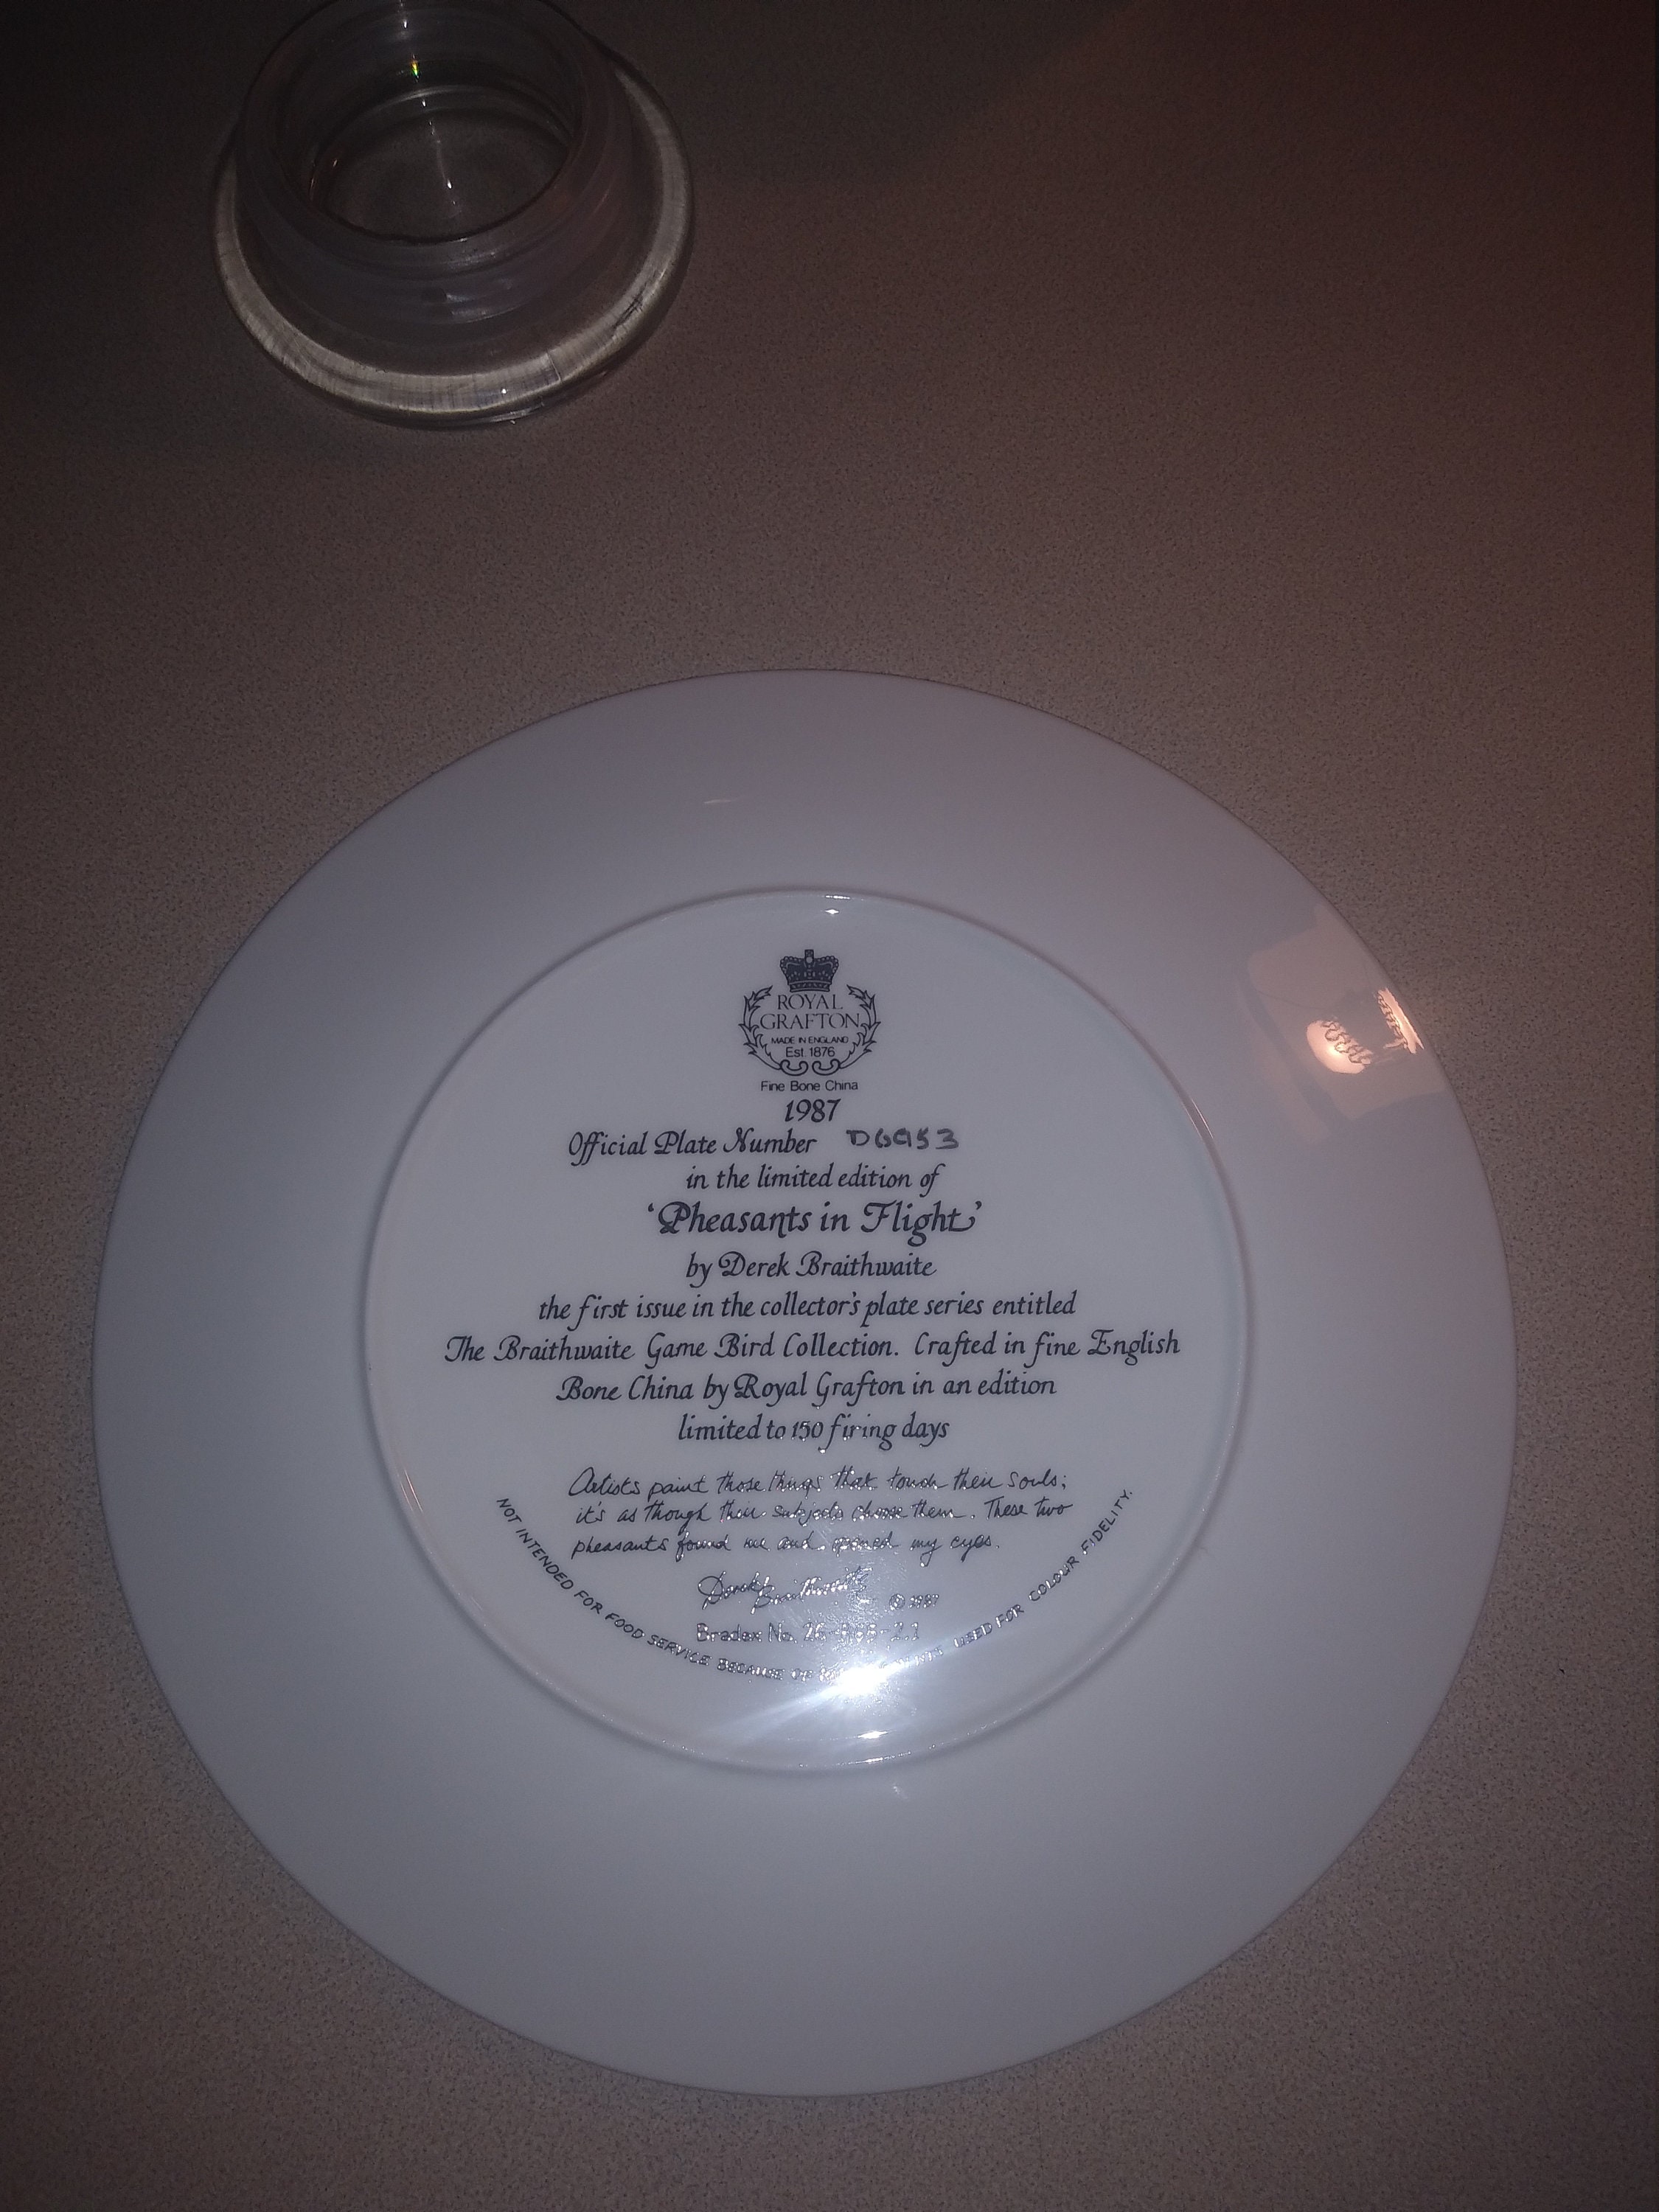 ROYAL
GRAFTON
MADE IN ENGLAND
Est. 1876
Fine Bone China
1987
Official Plate Number D6953
in the limited edition of
'Pheasants in Flight'
by Derek Braithwaite
the first issue in the collector's plate series entitled
The Braithwaite Game Bird Collection. Crafted in fine English
Bone China by Royal Grafton in an edition
limited to 150 firing days
Artists paint those things that touch their souls;
it's as though their subjects choose them. These two
pheasants found me and opened my eyes.
Derek Braithwaite
© 1987
Bradex No.
NOT INTENDED FOR FOOD SERVICE BECAUSE OF USED FOR COLOUR FIDELITY.